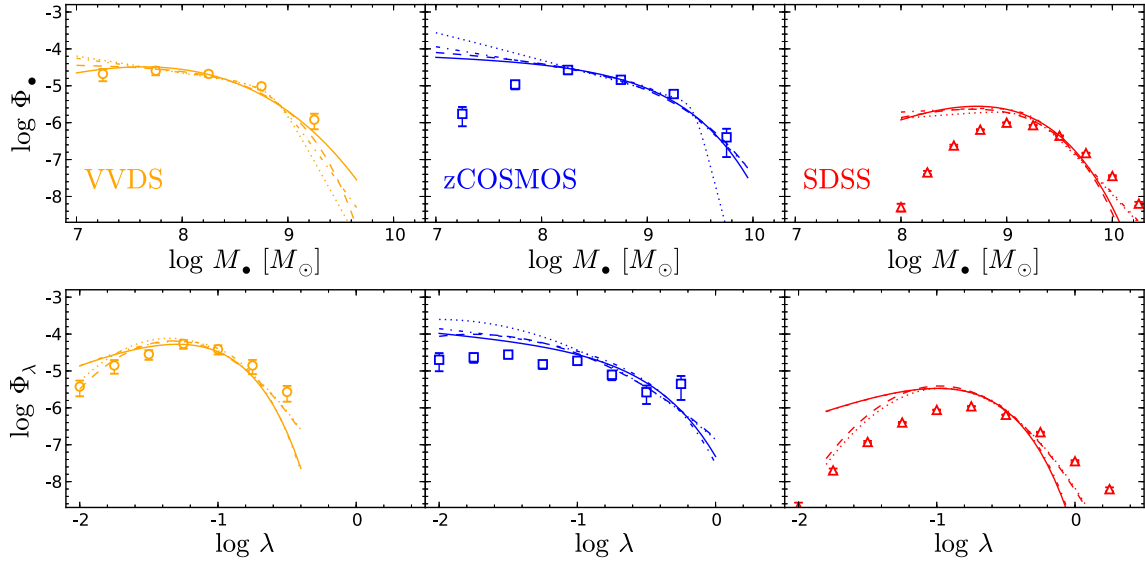 -3
-4
-5
-6
-7
-8
log Φ•
VVDS
zCOSMOS
SDSS
7 8 9 10 7 8 9 10 7 8 9 10
log M• [M⊙] log M• [M⊙] log M• [M⊙]
-3
-4
-5
-6
-7
-8
log Φλ
-2 -1 0 -2 -1 0 -2 -1 0
log λ log λ log λ